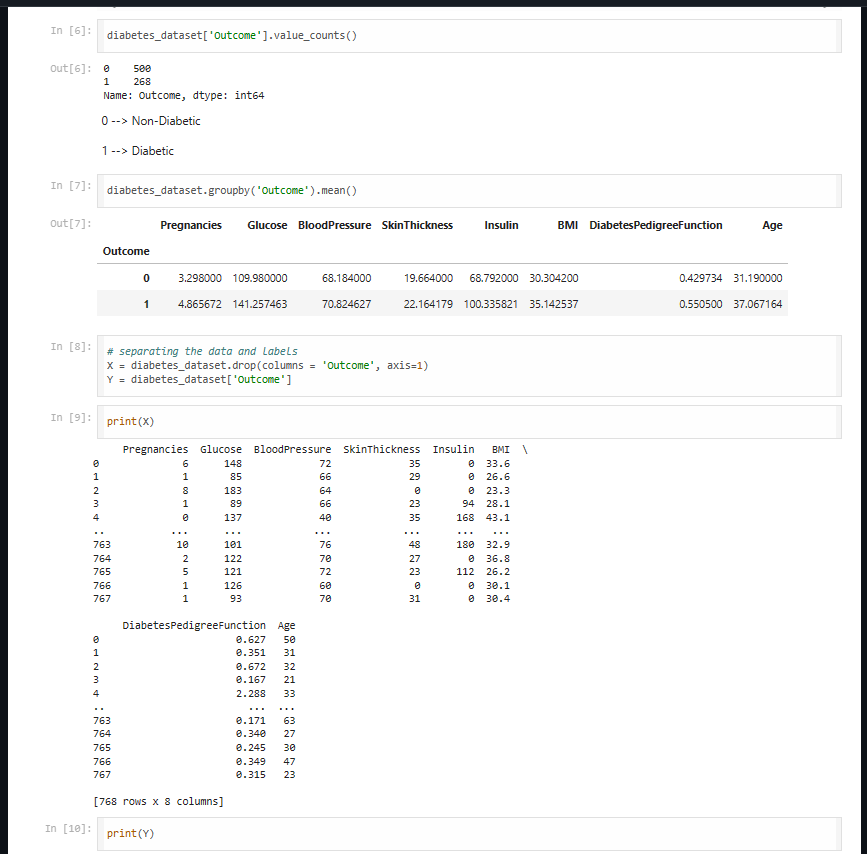 In [6]: diabetes_dataset['Outcome'].value_counts()
Out[6]: 0    500
1    268
Name: Outcome, dtype: int64
0 --> Non-Diabetic
1 --> Diabetic
In [7]: diabetes_dataset.groupby('Outcome').mean()
Out[7]: Pregnancies Glucose BloodPressure SkinThickness Insulin BMI DiabetesPedigreeFunction Age
Outcome
0 3.298000 109.980000 68.184000 19.664000 68.792000 30.304200 0.429734 31.190000
1 4.865672 141.257463 70.824627 22.164179 100.335821 35.142537 0.550500 37.067164
In [8]: # separating the data and labels
X = diabetes_dataset.drop(columns = 'Outcome', axis=1)
Y = diabetes_dataset['Outcome']
In [9]: print(X)
Pregnancies Glucose BloodPressure SkinThickness Insulin BMI \
0 6 148 72 35 0 33.6
1 1 85 66 29 0 26.6
2 8 183 64 0 0 23.3
3 1 89 66 23 94 28.1
4 0 137 40 35 168 43.1
.. ... ... ... ... ... ...
763 10 101 76 48 180 32.9
764 2 122 70 27 0 36.8
765 5 121 72 23 112 26.2
766 1 126 60 0 0 30.1
767 1 93 70 31 0 30.4
DiabetesPedigreeFunction Age
0 0.627 50
1 0.351 31
2 0.672 32
3 0.167 21
4 2.288 33
.. ... ...
763 0.171 63
764 0.340 27
765 0.245 30
766 0.349 47
767 0.315 23
[768 rows x 8 columns]
In [10]: print(Y)